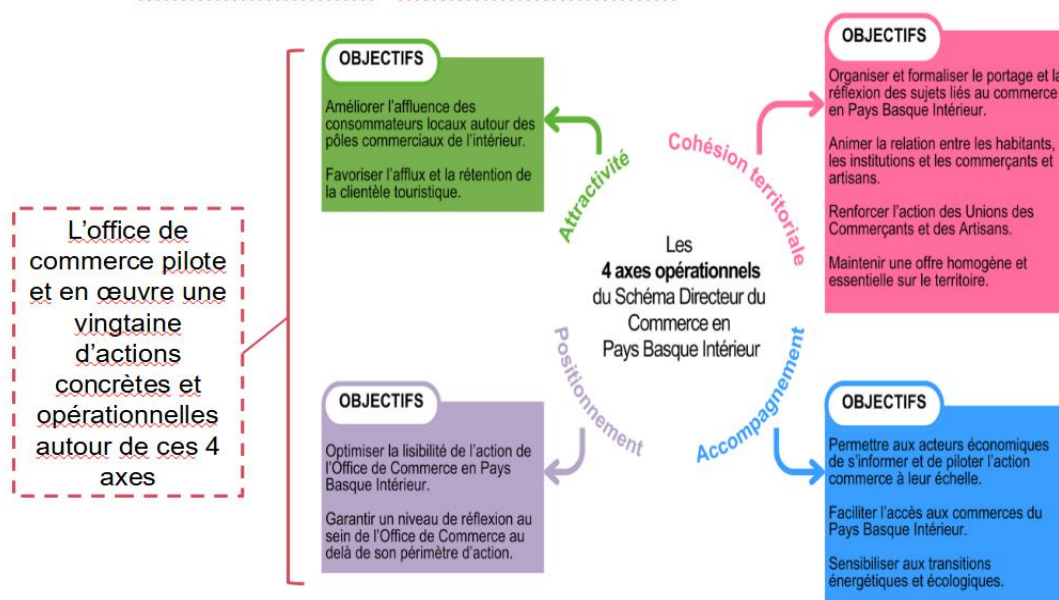 L'office de
commerce pilote
et en œuvre une
vingtaine
d'actions
concrètes et
opérationnelles
autour de ces 4
axes
OBJECTIFS
Améliorer l'affluence des
consommateurs locaux autour des
pôles commerciaux de l'intérieur.
Favoriser l'afflux et la rétention de
la clientèle touristique.
Attractivité
Cohésion territoriale
OBJECTIFS
Organiser et formaliser le portage et la
réflexion des sujets liés au commerce
en Pays Basque Intérieur.
Animer la relation entre les habitants,
les institutions et les commerçants et
artisans.
Renforcer l'action des Unions des
Commerçants et des Artisans.
Maintenir une offre homogène et
essentielle sur le territoire.
Les
4 axes opérationnels
du Schéma Directeur du
Commerce en
Pays Basque Intérieur
OBJECTIFS
Optimiser la lisibilité de l'action de
l'Office de Commerce en Pays
Basque Intérieur.
Garantir un niveau de réflexion au
sein de l'Office de Commerce au
delà de son périmètre d'action.
Positionnement
Accompagnement
OBJECTIFS
Permettre aux acteurs économiques
de s'informer et de piloter l'action
commerce à leur échelle.
Faciliter l'accès aux commerces du
Pays Basque Intérieur.
Sensibiliser aux transitions
énergétiques et écologiques.